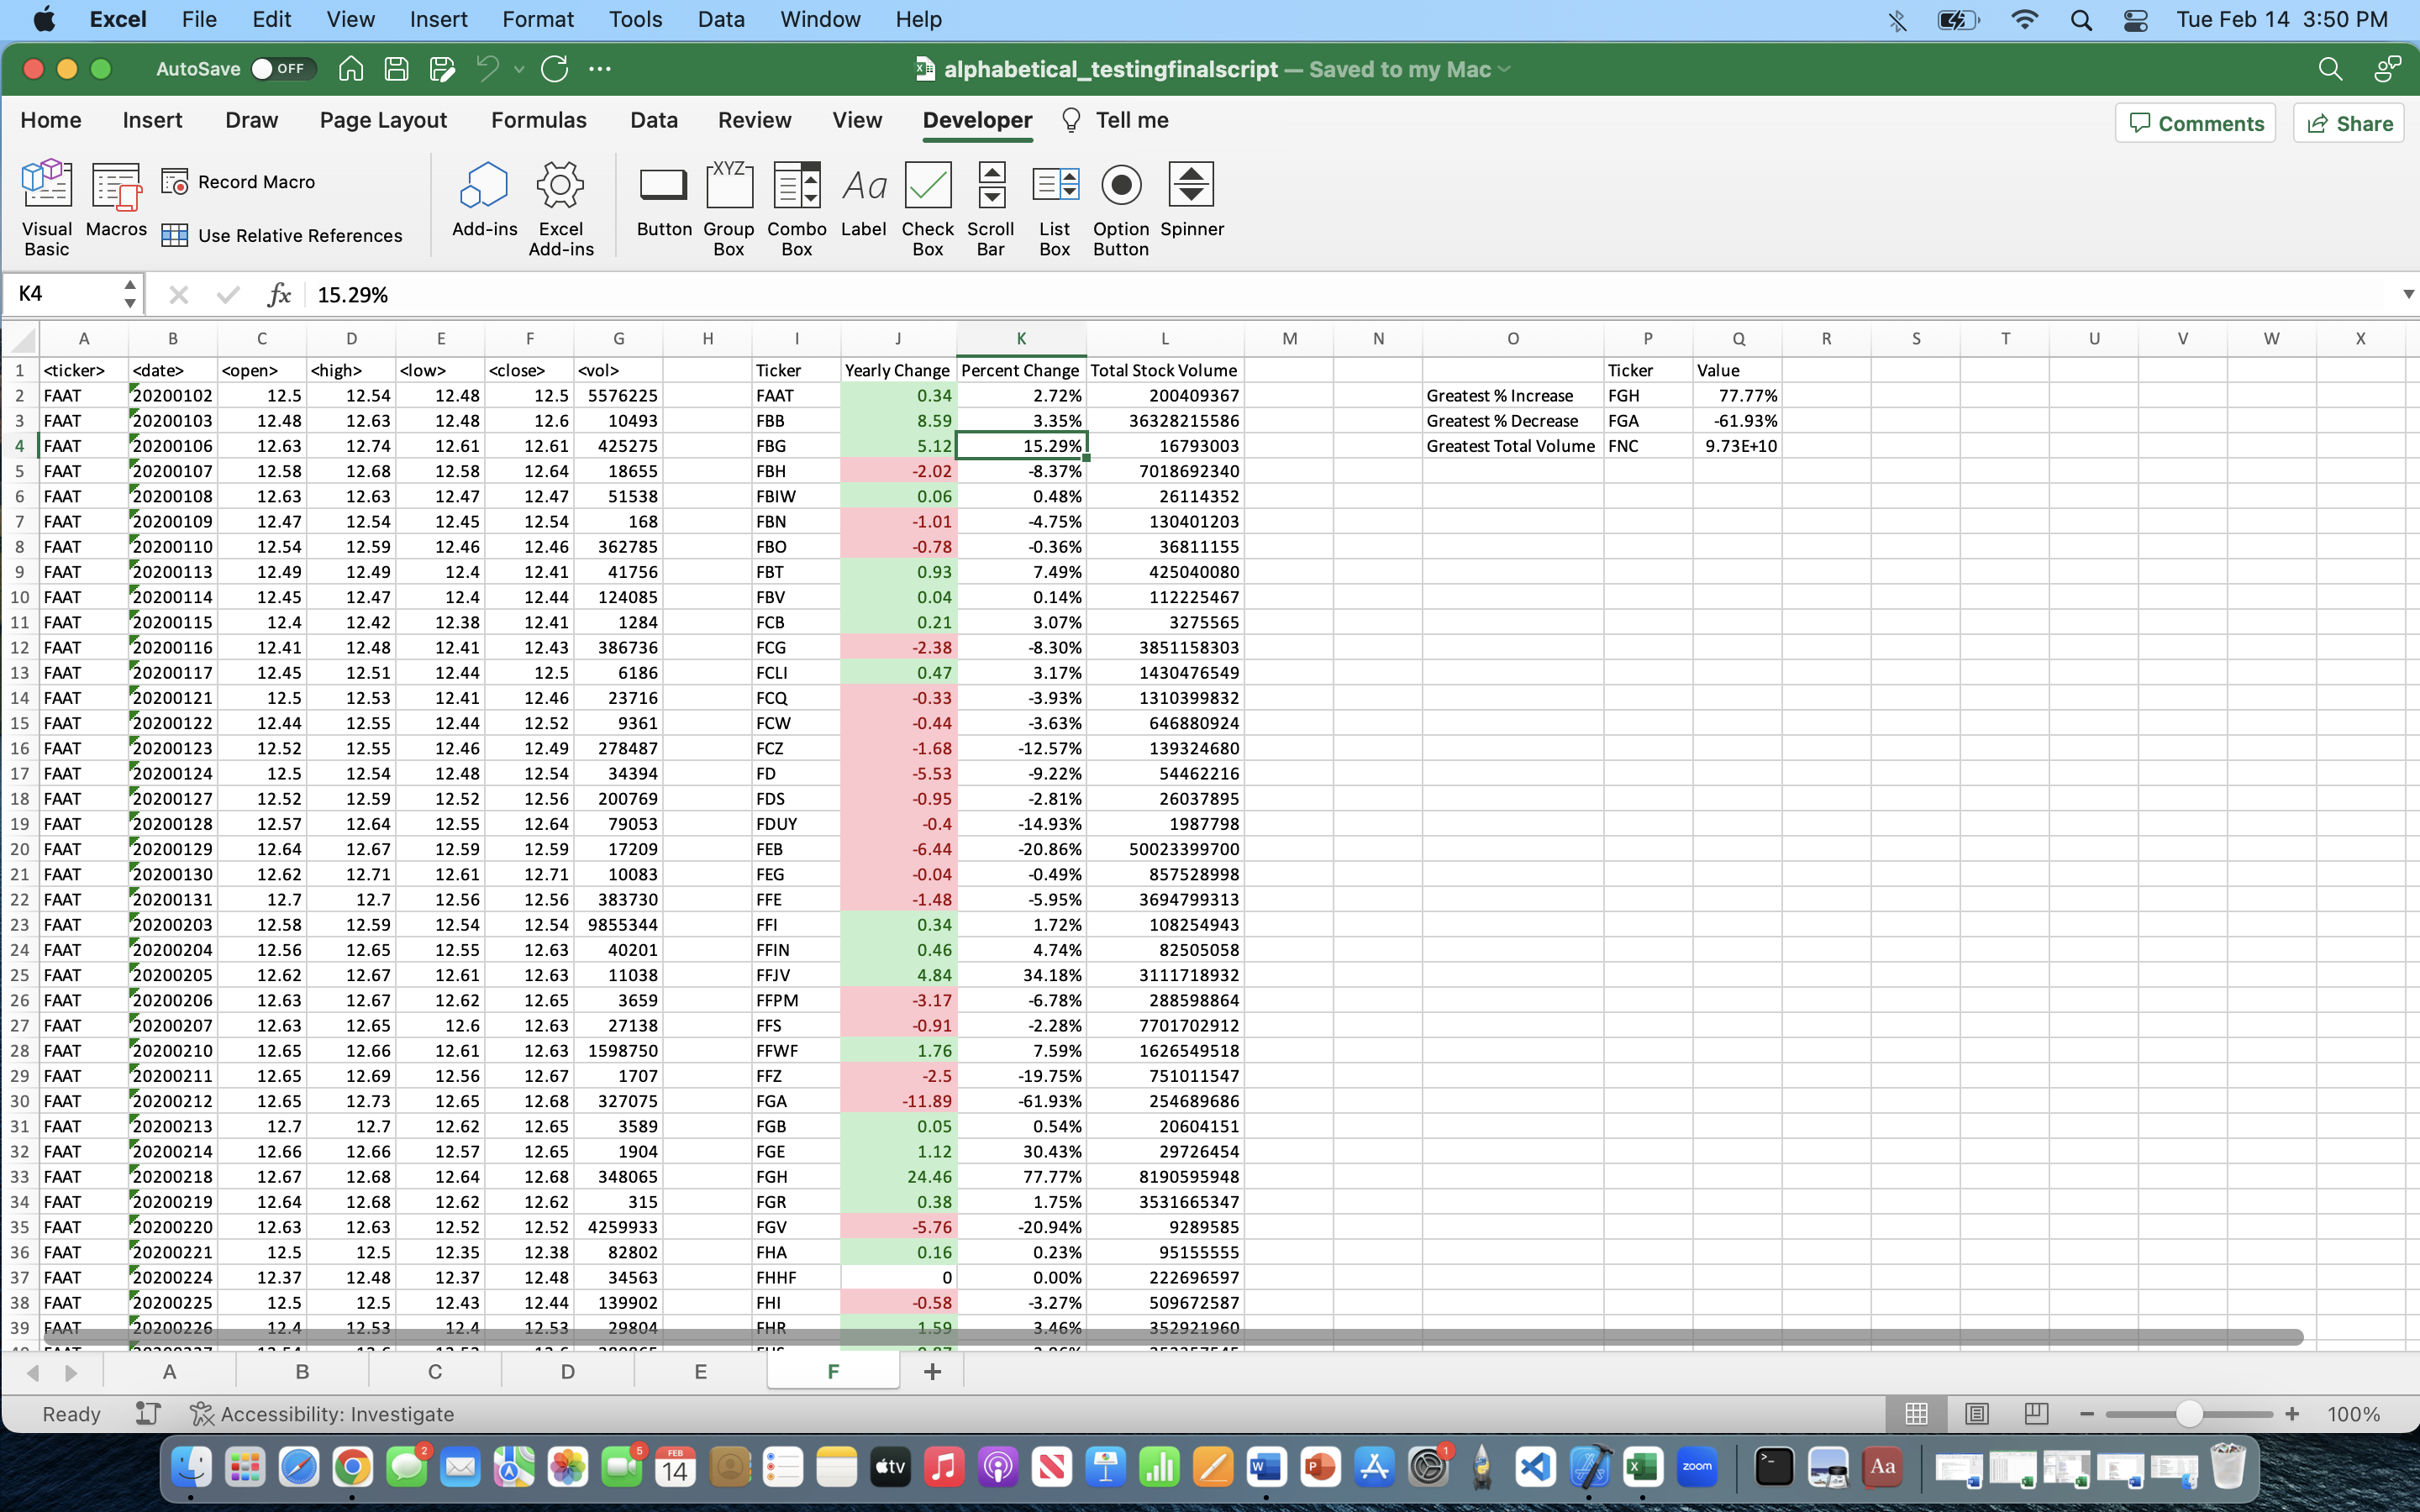 Excel File Edit View Insert Format Tools Data Window Help Tue Feb 14 3:50 PM
AutoSave OFF alphabetical_testingfinalscript — Saved to my Mac
Home Insert Draw Page Layout Formulas Data Review View Developer Tell me Comments Share
Visual Basic Macros Record Macro Use Relative References Add-ins Excel Add-ins XYZ Aa Button Group Box Combo Box Label Check Box Scroll Bar List Box Option Button Spinner
K4 fx 15.29%
A B C D E F G H I J K L M N O P Q R S T U V W X
1 <ticker> <date> <open> <high> <low> <close> <vol> Ticker Yearly Change Percent Change Total Stock Volume Ticker Value
2 FAAT 20200102 12.5 12.54 12.48 12.5 5576225 FAAT 0.34 2.72% 200409367 Greatest % Increase FGH 77.77%
3 FAAT 20200103 12.48 12.63 12.48 12.6 10493 FBB 8.59 3.35% 36328215586 Greatest % Decrease FGA -61.93%
4 FAAT 20200106 12.63 12.74 12.61 12.61 425275 FBG 5.12 15.29% 16793003 Greatest Total Volume FNC 9.73E+10
5 FAAT 20200107 12.58 12.68 12.58 12.64 18655 FBH -2.02 -8.37% 7018692340
6 FAAT 20200108 12.63 12.63 12.47 12.47 51538 FBIW 0.06 0.48% 26114352
7 FAAT 20200109 12.47 12.54 12.45 12.54 168 FBN -1.01 -4.75% 130401203
8 FAAT 20200110 12.54 12.59 12.46 12.46 362785 FBO -0.78 -0.36% 36811155
9 FAAT 20200113 12.49 12.49 12.4 12.41 41756 FBT 0.93 7.49% 425040080
10 FAAT 20200114 12.45 12.47 12.4 12.44 124085 FBV 0.04 0.14% 112225467
11 FAAT 20200115 12.4 12.42 12.38 12.41 1284 FCB 0.21 3.07% 3275565
12 FAAT 20200116 12.41 12.48 12.41 12.43 386736 FCG -2.38 -8.30% 3851158303
13 FAAT 20200117 12.45 12.51 12.44 12.5 6186 FCLI 0.47 3.17% 1430476549
14 FAAT 20200121 12.5 12.53 12.41 12.46 23716 FCQ -0.33 -3.93% 1310399832
15 FAAT 20200122 12.44 12.55 12.44 12.52 9361 FCW -0.44 -3.63% 646880924
16 FAAT 20200123 12.52 12.55 12.46 12.49 278487 FCZ -1.68 -12.57% 139324680
17 FAAT 20200124 12.5 12.54 12.48 12.54 34394 FD -5.53 -9.22% 54462216
18 FAAT 20200127 12.52 12.59 12.52 12.56 200769 FDS -0.95 -2.81% 26037895
19 FAAT 20200128 12.57 12.64 12.55 12.64 79053 FDUY -0.4 -14.93% 1987798
20 FAAT 20200129 12.64 12.67 12.59 12.59 17209 FEB -6.44 -20.86% 50023399700
21 FAAT 20200130 12.62 12.71 12.61 12.71 10083 FEG -0.04 -0.49% 857528998
22 FAAT 20200131 12.7 12.7 12.56 12.56 383730 FFE -1.48 -5.95% 3694799313
23 FAAT 20200203 12.58 12.59 12.54 12.54 9855344 FFI 0.34 1.72% 108254943
24 FAAT 20200204 12.56 12.65 12.55 12.63 40201 FFIN 0.46 4.74% 82505058
25 FAAT 20200205 12.62 12.67 12.61 12.63 11038 FFJV 4.84 34.18% 3111718932
26 FAAT 20200206 12.63 12.67 12.62 12.65 3659 FFPM -3.17 -6.78% 288598864
27 FAAT 20200207 12.63 12.65 12.6 12.63 27138 FFS -0.91 -2.28% 7701702912
28 FAAT 20200210 12.65 12.66 12.61 12.63 1598750 FFWF 1.76 7.59% 1626549518
29 FAAT 20200211 12.65 12.69 12.56 12.67 1707 FFZ -2.5 -19.75% 751011547
30 FAAT 20200212 12.65 12.73 12.65 12.68 327075 FGA -11.89 -61.93% 254689686
31 FAAT 20200213 12.7 12.7 12.62 12.65 3589 FGB 0.05 0.54% 20604151
32 FAAT 20200214 12.66 12.66 12.57 12.65 1904 FGE 1.12 30.43% 29726454
33 FAAT 20200218 12.67 12.68 12.64 12.68 348065 FGH 24.46 77.77% 8190595948
34 FAAT 20200219 12.64 12.68 12.62 12.62 315 FGR 0.38 1.75% 3531665347
35 FAAT 20200220 12.63 12.63 12.52 12.52 4259933 FGV -5.76 -20.94% 9289585
36 FAAT 20200221 12.5 12.5 12.35 12.38 82802 FHA 0.16 0.23% 95155555
37 FAAT 20200224 12.37 12.48 12.37 12.48 34563 FHHF 0 0.00% 222696597
38 FAAT 20200225 12.5 12.5 12.43 12.44 139902 FHI -0.58 -3.27% 509672587
39 FAAT 20200226 12.4 12.53 12.4 12.53 29804 FHR 1.59 3.46% 352921960
A B C D E F
Ready Accessibility: Investigate 100%
2 5 FEB 14 tv W P 1 X zoom Aa